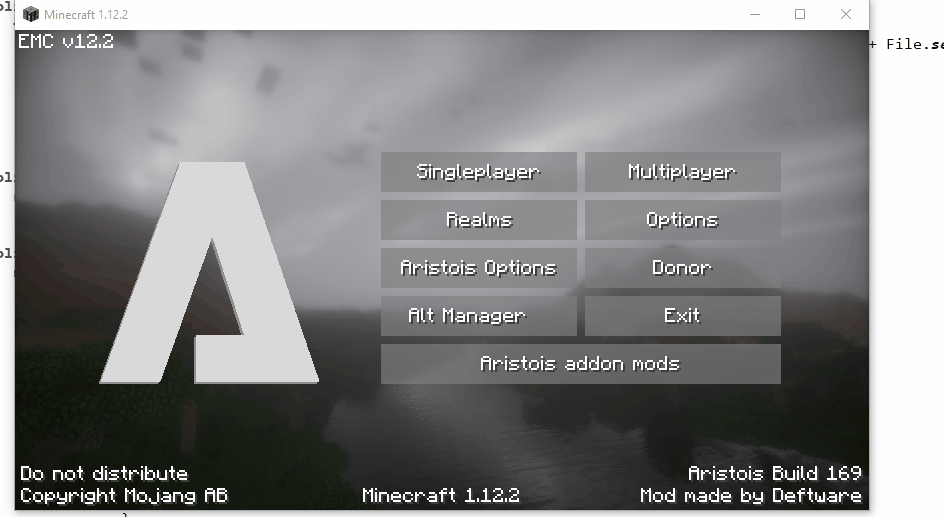 Minecraft 1.12.2
EMC v12.2
+ File.se
Singleplayer
Multiplayer
Realms
Options
Aristois Options
Donor
Alt Manager
Exit
Aristois addon mods
Do not distribute
Copyright Mojang AB
Minecraft 1.12.2
Aristois Build 169
Mod made by Deftware